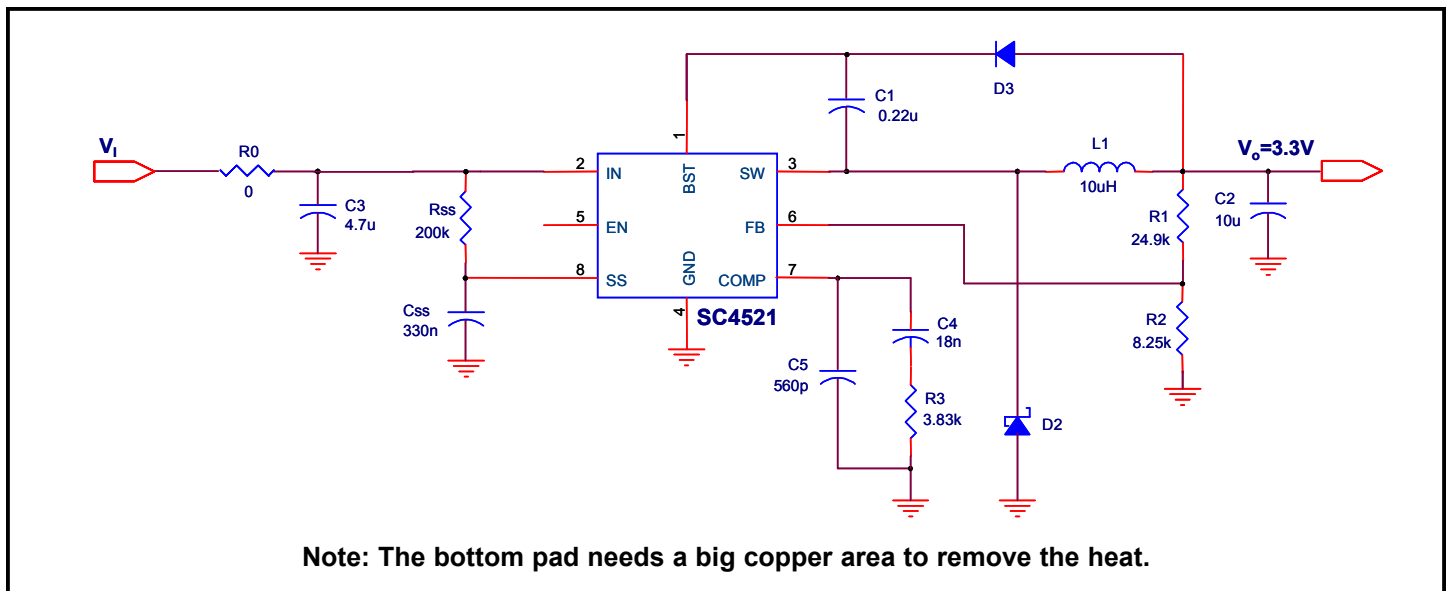 D3
C1
0.22u
1
V_I
R0
0
2
IN
BST
SW
3
L1
10uH
V_o=3.3V
C3
4.7u
Rss
200k
5
EN
FB
6
R1
24.9k
C2
10u
8
SS
GND
COMP
7
4
SC4521
Css
330n
C4
18n
R2
8.25k
C5
560p
R3
3.83k
D2
Note: The bottom pad needs a big copper area to remove the heat.